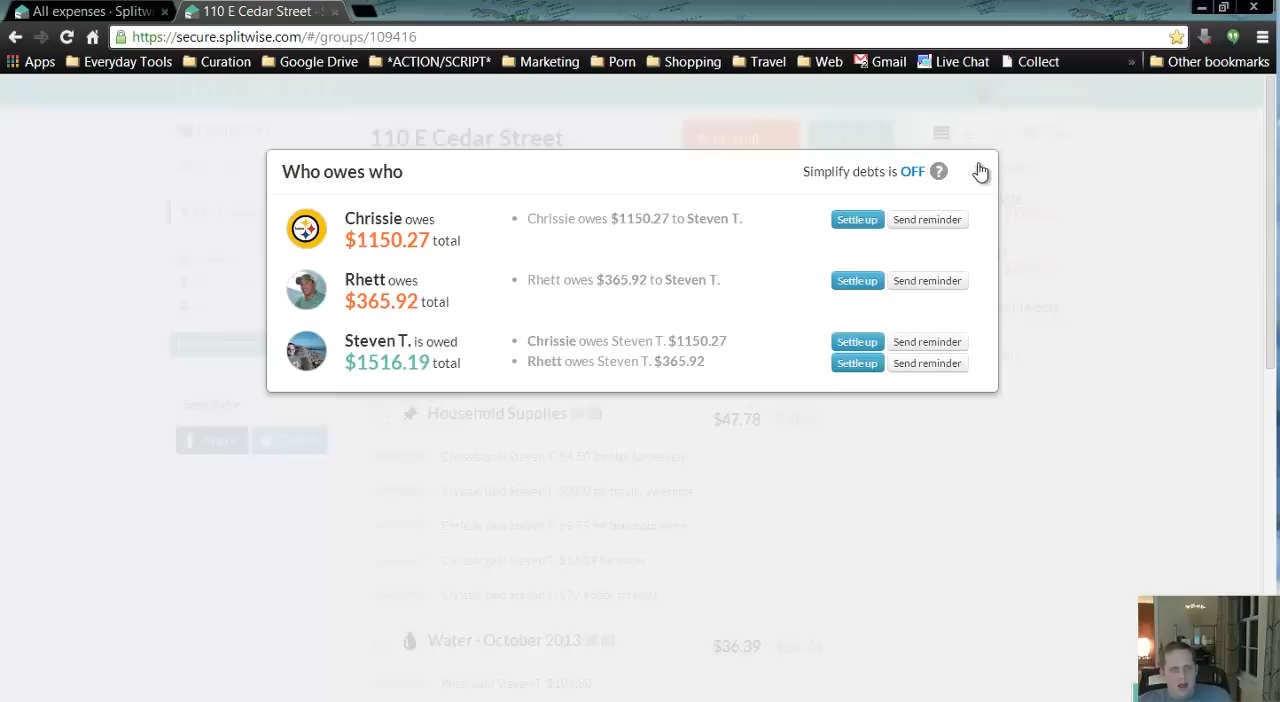 All expenses · Splitw
110 E Cedar Street ·
https://secure.splitwise.com/#/groups/109416
Apps Everyday Tools Curation Google Drive *ACTION/SCRIPT* Marketing Porn Shopping Travel Web Gmail Live Chat Collect » Other bookmarks
110 E Cedar Street
Who owes who
Simplify debts is OFF ?
Chrissie owes
$1150.27 total
Chrissie owes $1150.27 to Steven T.
Settle up Send reminder
Rhett owes
$365.92 total
Rhett owes $365.92 to Steven T.
Settle up Send reminder
Steven T. is owed
$1516.19 total
Chrissie owes Steven T. $1150.27
Settle up Send reminder
Rhett owes Steven T. $365.92
Settle up Send reminder
Household Supplies
$47.78
Water - October 2013
$36.39